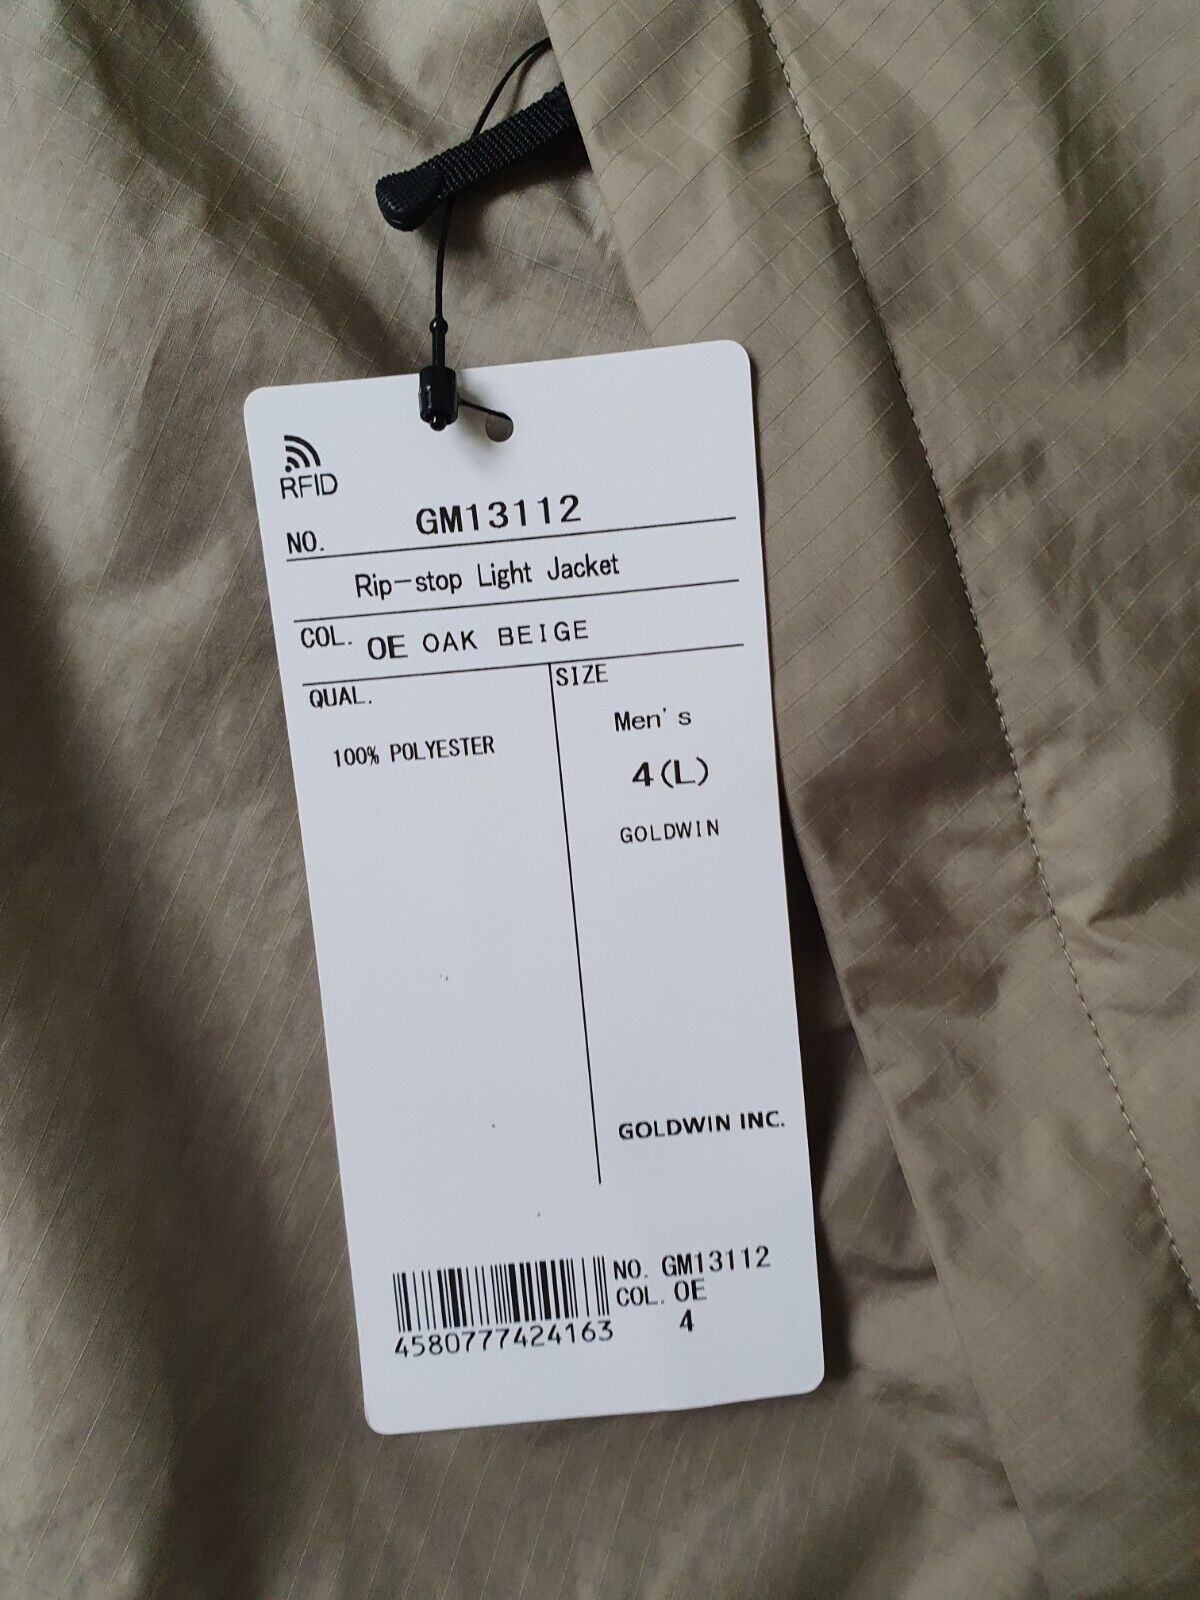 RFID
NO. GM13112
Rip-stop Light Jacket
COL. OE OAK BEIGE
QUAL.
100% POLYESTER
SIZE
Men's
4(L)
GOLDWIN
GOLDWIN INC.
NO. GM13112
COL. OE
4
4580777424163